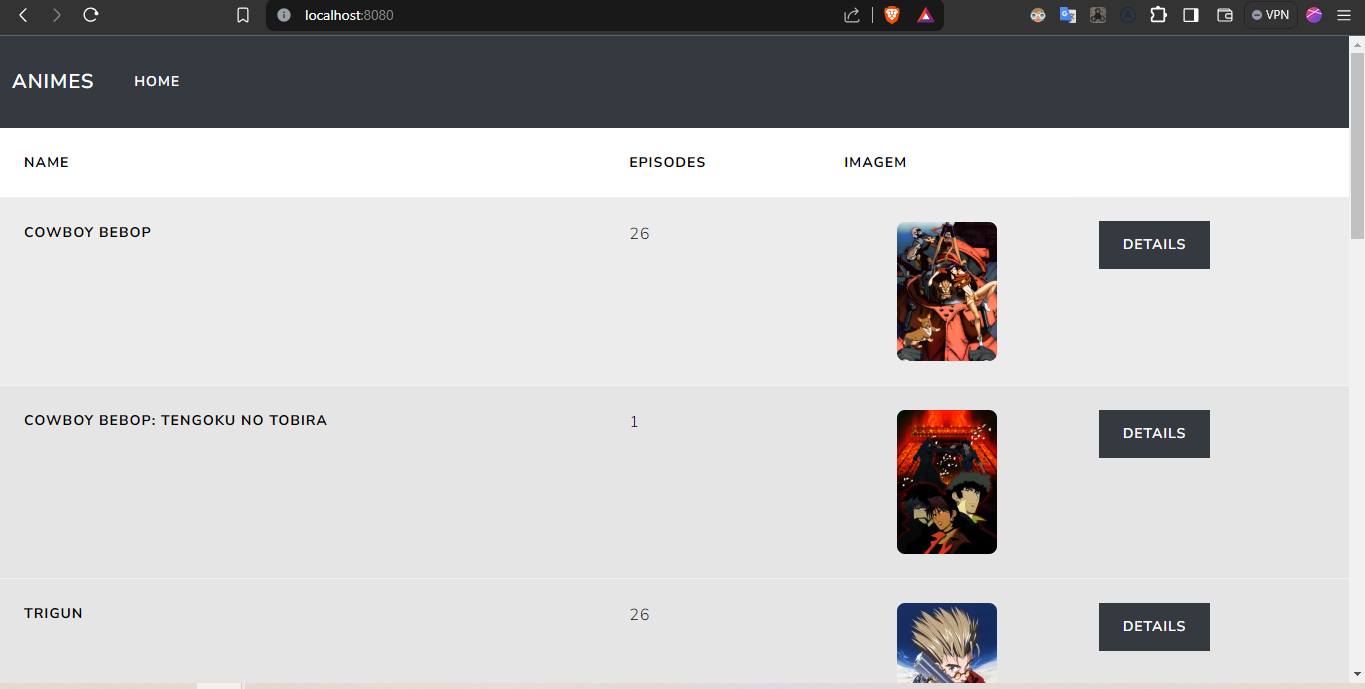 localhost:8080
VPN
ANIMES HOME
NAME EPISODES IMAGEM
COWBOY BEBOP 26 DETAILS
COWBOY BEBOP: TENGOKU NO TOBIRA 1 DETAILS
TRIGUN 26 DETAILS